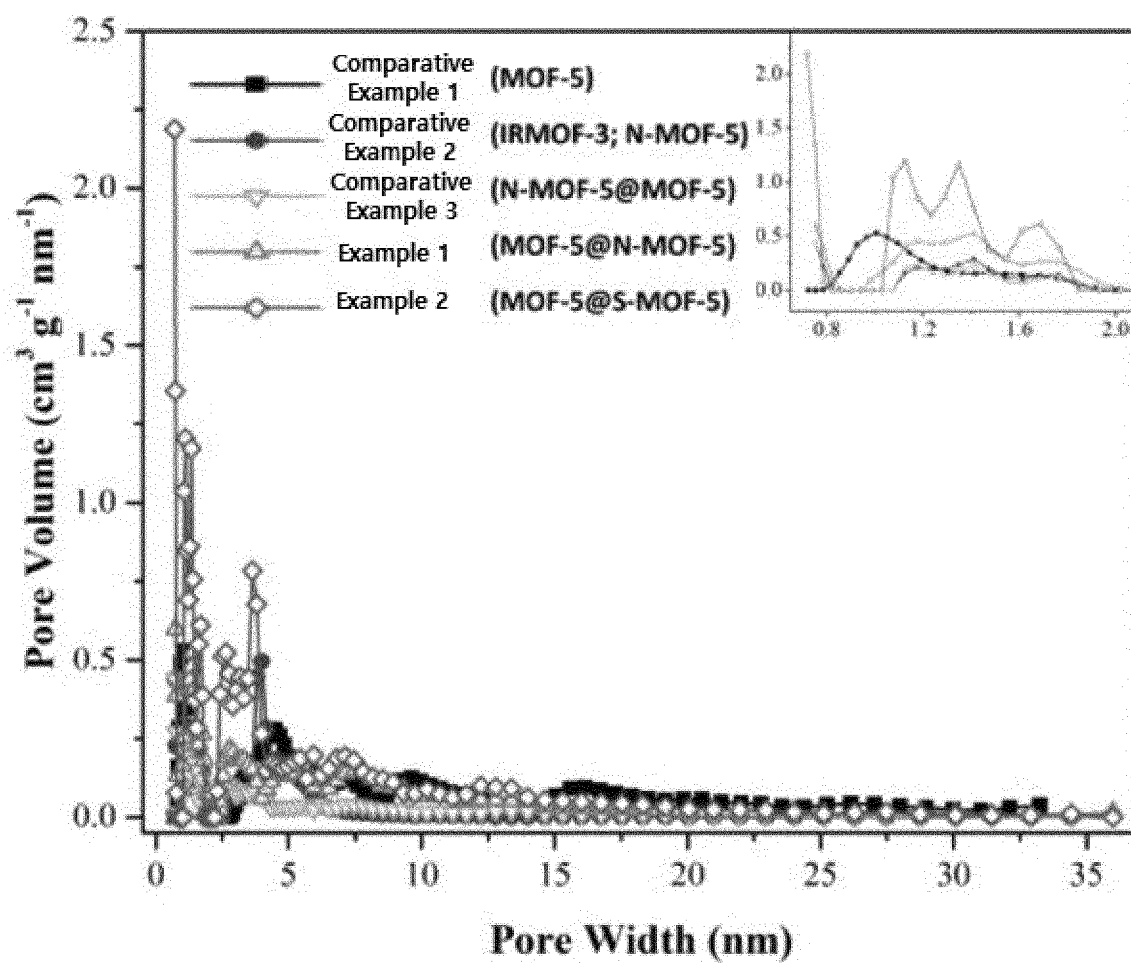 2.5
2.0
1.5
1.0
0.5
0.0
Pore Volume (cm³ g⁻¹ nm⁻¹)
Comparative
Example 1
(MOF-5)
Comparative
Example 2
(IRMOF-3; N-MOF-5)
Comparative
Example 3
(N-MOF-5@MOF-5)
Example 1 (MOF-5@N-MOF-5)
Example 2 (MOF-5@S-MOF-5)
2.0
1.5
1.0
0.5
0.0
0.8 1.2 1.6 2.0
0 5 10 15 20 25 30 35
Pore Width (nm)